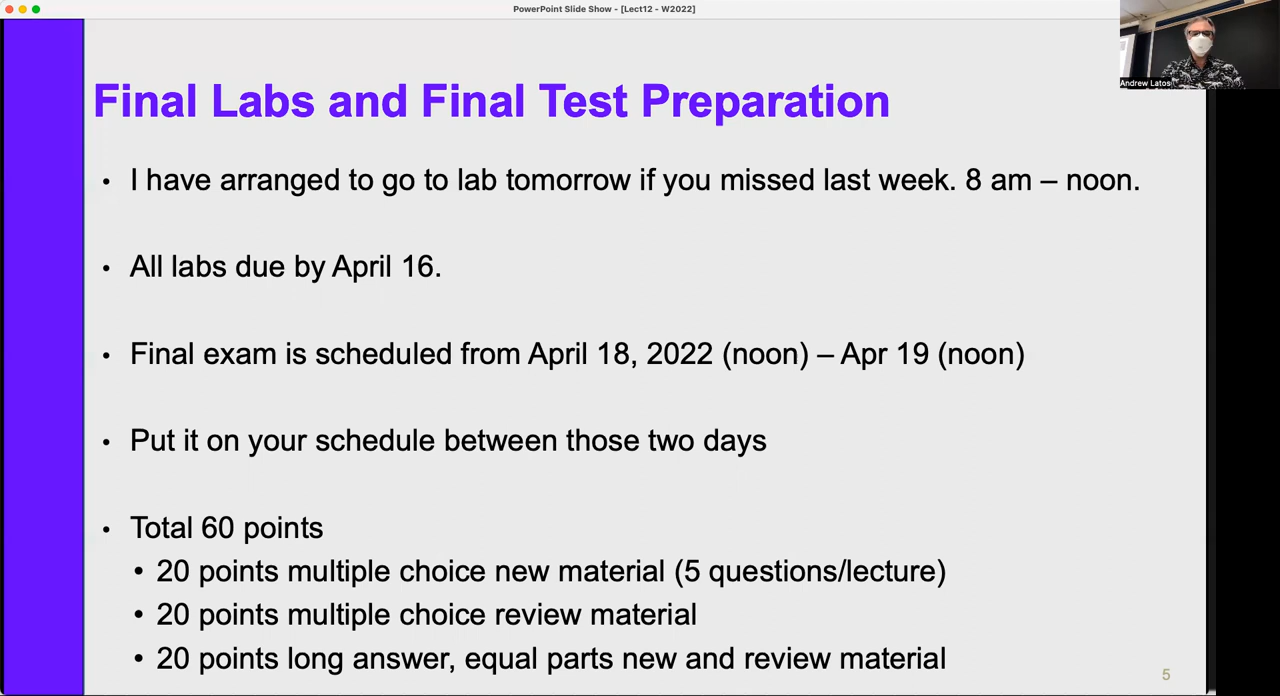 PowerPoint Slide Show - [Lect12 - W2022]
Andrew Latos
Final Labs and Final Test Preparation
• I have arranged to go to lab tomorrow if you missed last week. 8 am – noon.
• All labs due by April 16.
• Final exam is scheduled from April 18, 2022 (noon) – Apr 19 (noon)
• Put it on your schedule between those two days
• Total 60 points
• 20 points multiple choice new material (5 questions/lecture)
• 20 points multiple choice review material
• 20 points long answer, equal parts new and review material
5